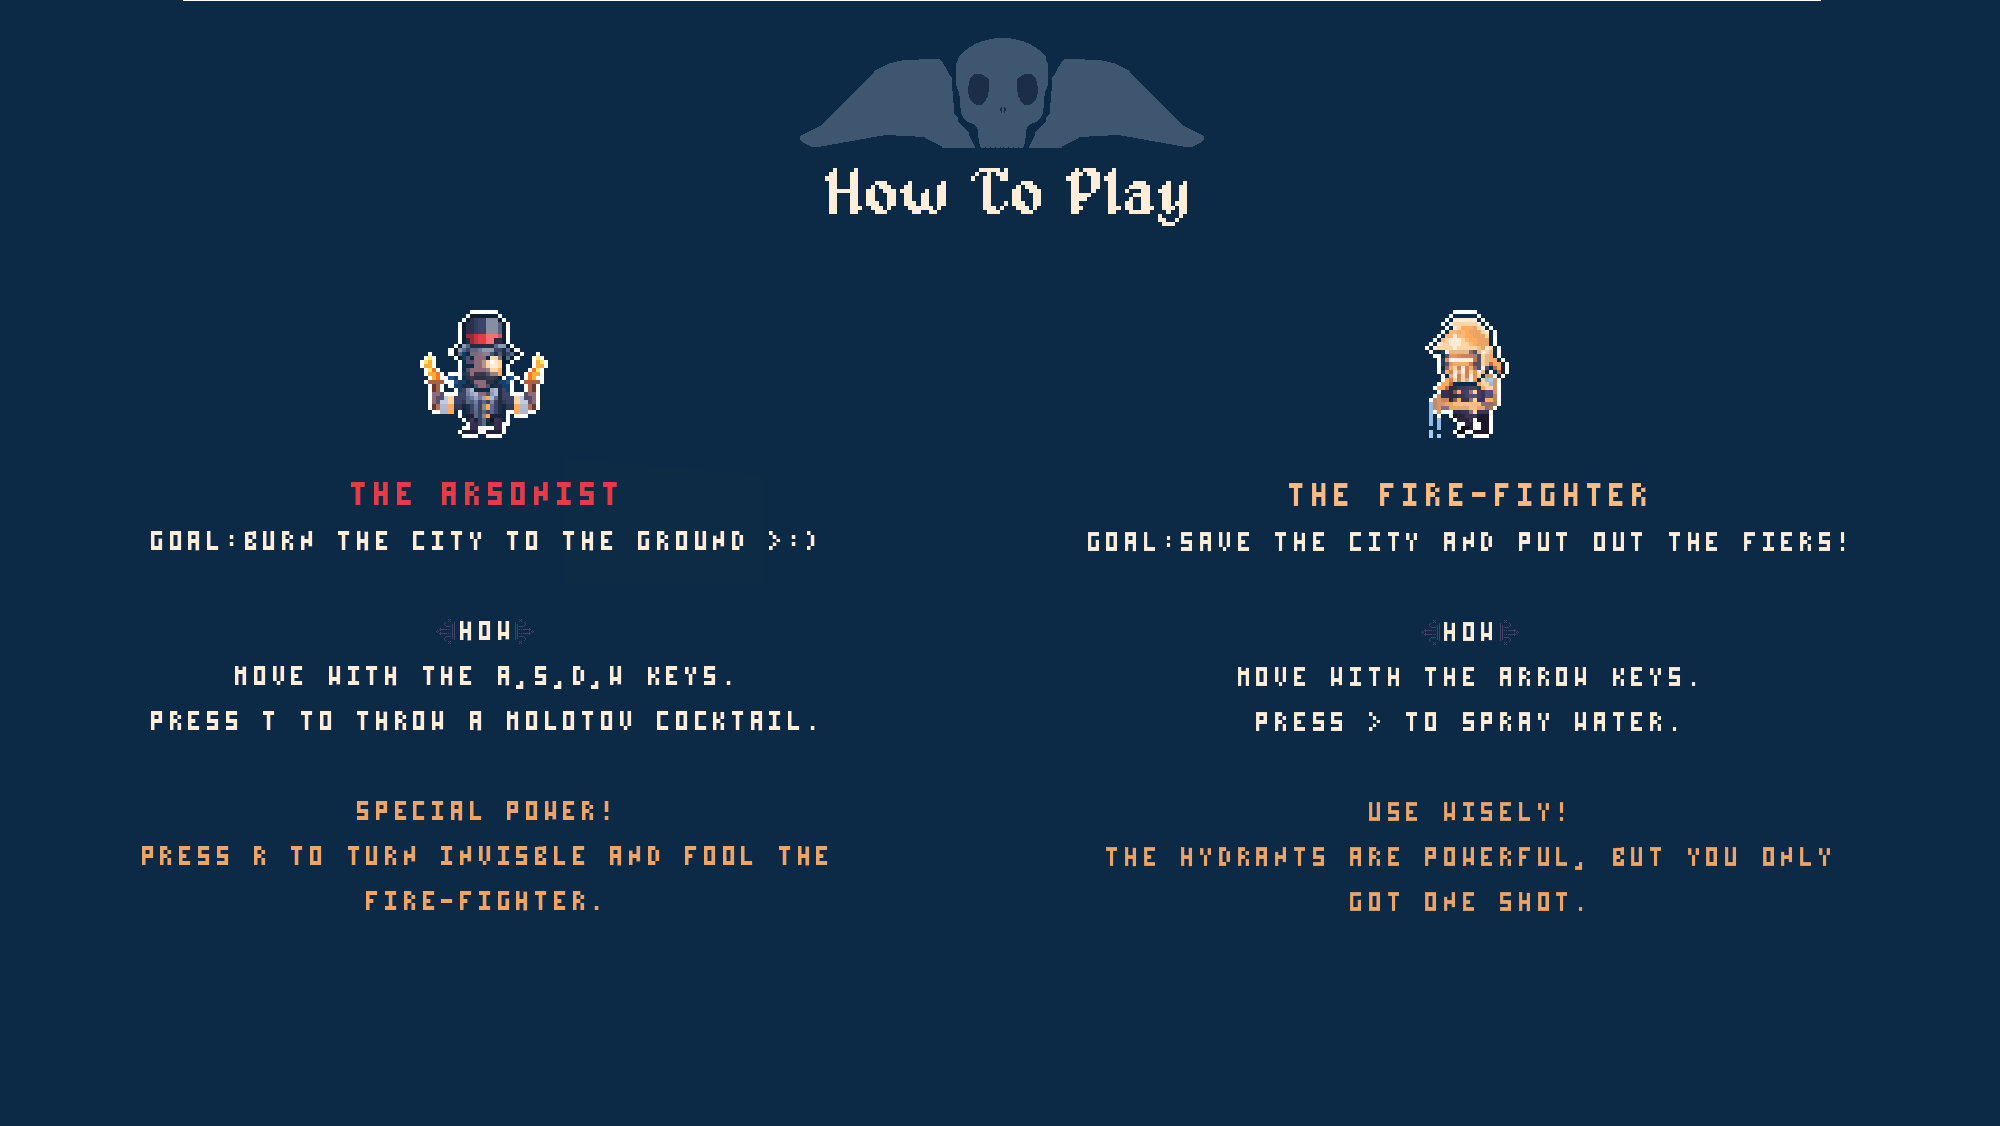 How To Play
THE ARSONIST
GOAL:BURN THE CITY TO THE GROUND >:)
HOW
MOVE WITH THE A,S,D,W KEYS.
PRESS T TO THROW A MOLOTOV COCKTAIL.
SPECIAL POWER!
PRESS R TO TURN INVISBLE AND FOOL THE
FIRE-FIGHTER.
THE FIRE-FIGHTER
GOAL:SAVE THE CITY AND PUT OUT THE FIERS!
HOW
MOVE WITH THE ARROW KEYS.
PRESS > TO SPRAY WATER.
USE WISELY!
THE HYDRANTS ARE POWERFUL, BUT YOU ONLY
GOT ONE SHOT.